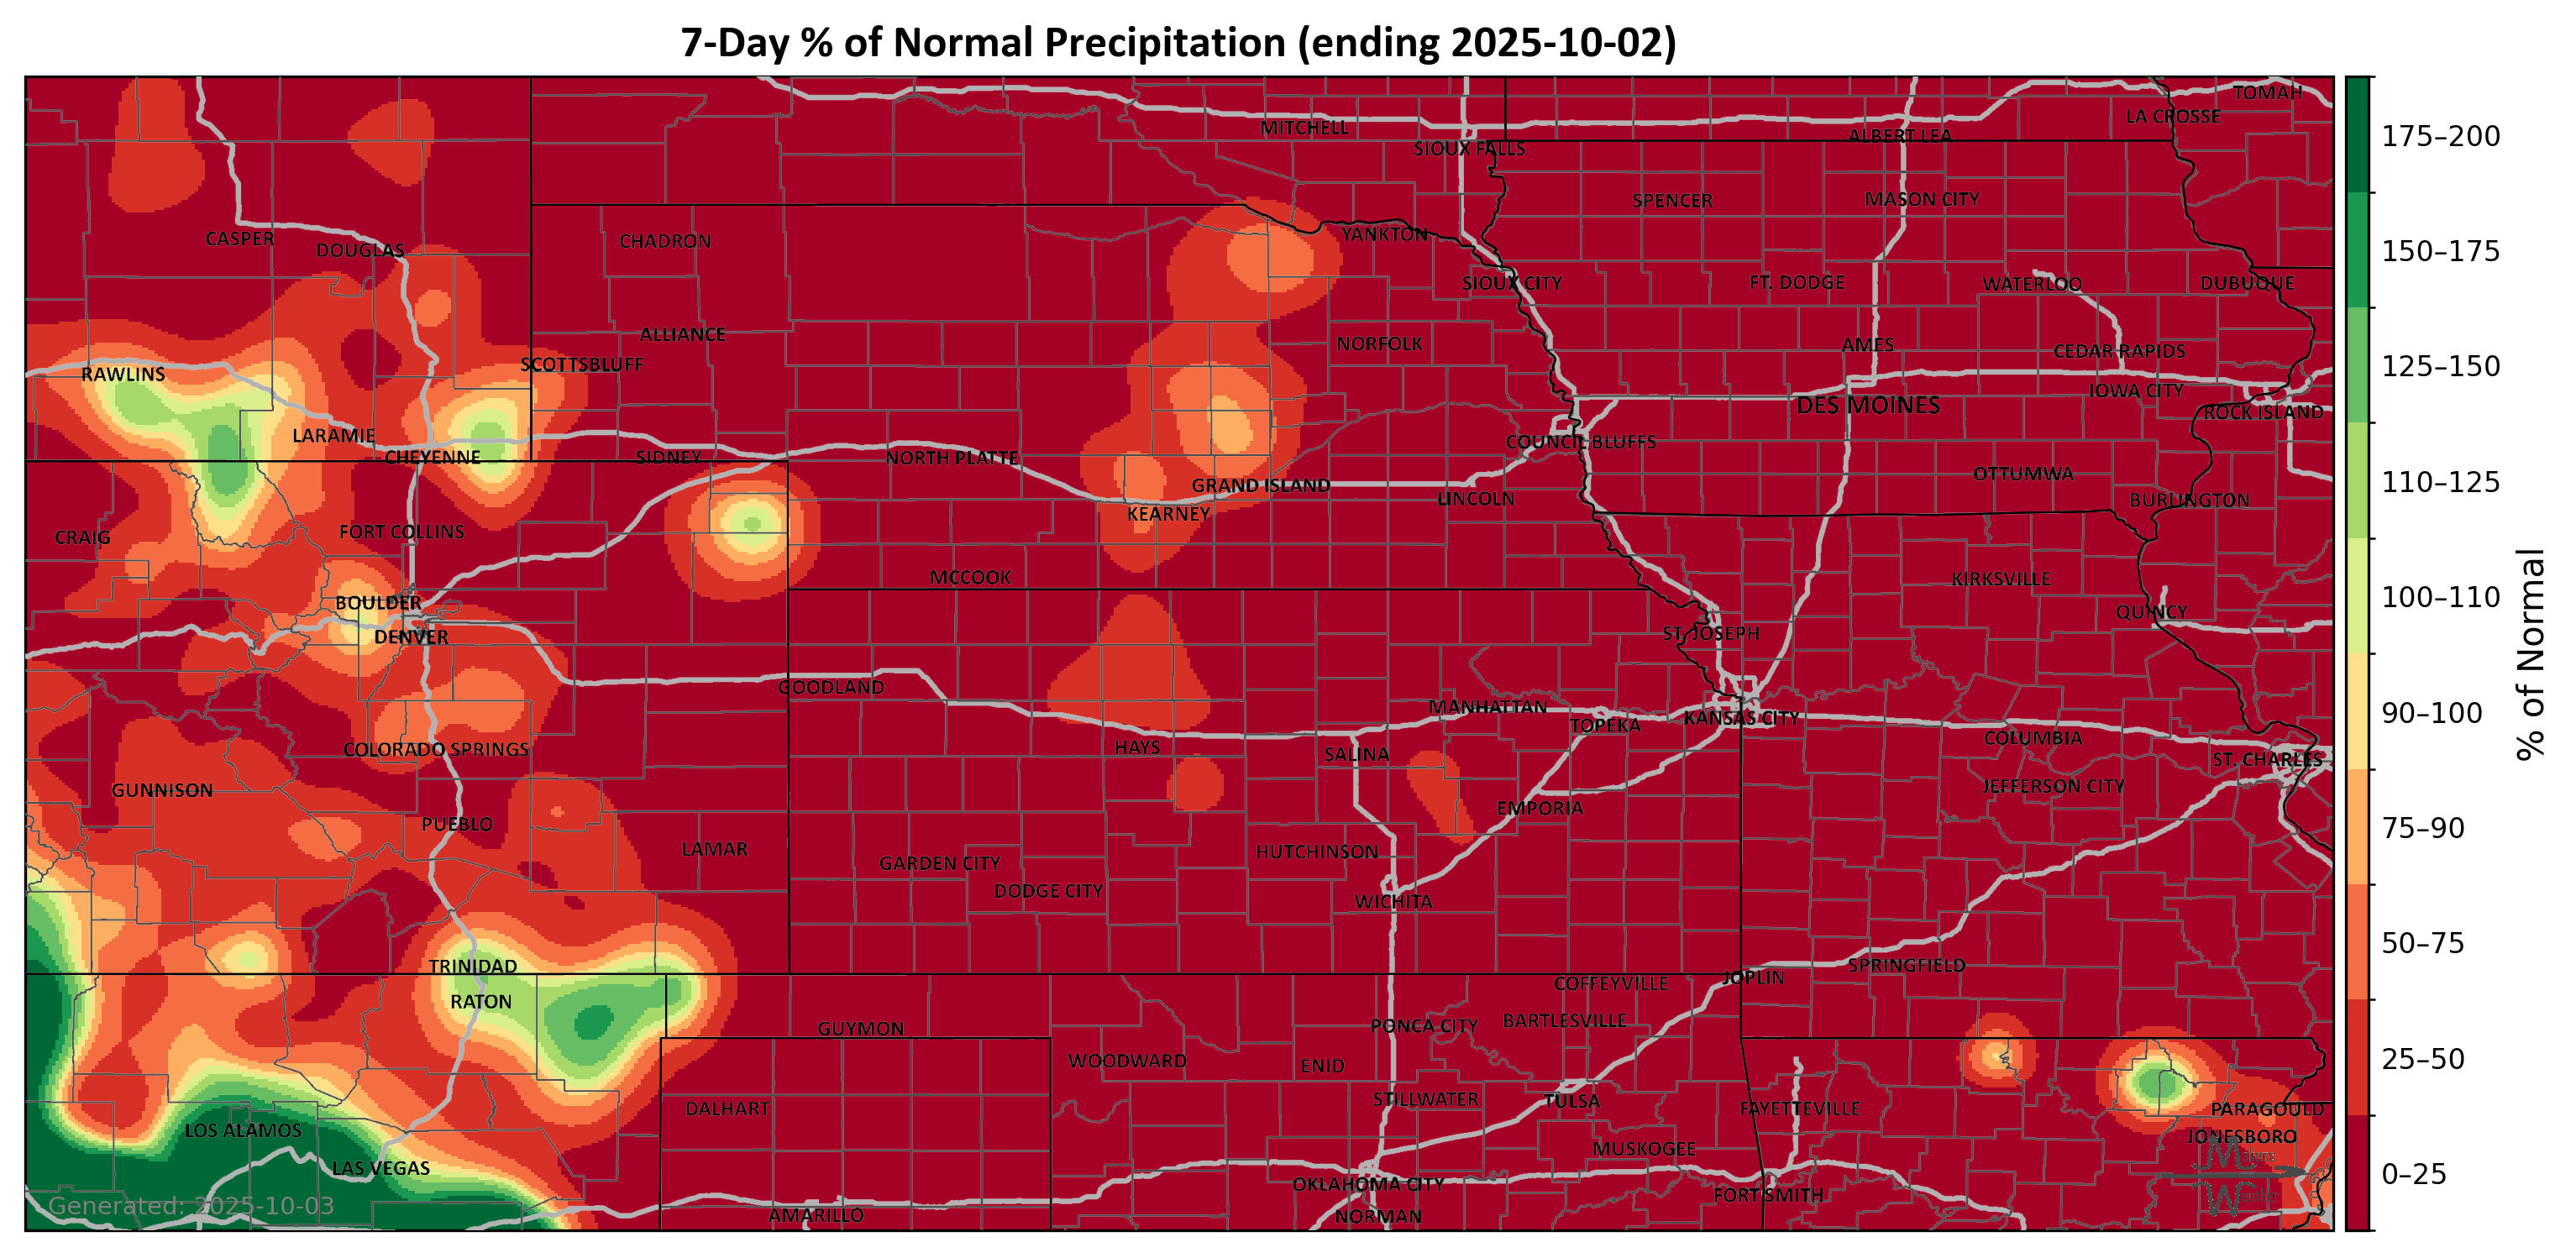 7-Day % of Normal Precipitation (ending 2025-10-02)
TOMAH
LA CROSSE
MITCHELL
ALBERT LEA
SIOUX FALLS
SPENCER
MASON CITY
CASPER
DOUGLAS
CHADRON
YANKTON
SIOUX CITY
FT. DODGE
WATERLOO
DUBUQUE
ALLIANCE
NORFOLK
AMES
CEDAR RAPIDS
SCOTTSBLUFF
RAWLINS
IOWA CITY
DES MOINES
ROCK ISLAND
LARAMIE
COUNCIL BLUFFS
CHEYENNE
SIDNEY
NORTH PLATTE
OTTUMWA
GRAND ISLAND
LINCOLN
BURLINGTON
KEARNEY
FORT COLLINS
CRAIG
MCCOOK
KIRKSVILLE
BOULDER
QUINCY
DENVER
ST. JOSEPH
GOODLAND
MANHATTAN
TOPEKA
KANSAS CITY
COLUMBIA
COLORADO SPRINGS
HAYS
SALINA
ST. CHARLES
GUNNISON
JEFFERSON CITY
EMPORIA
PUEBLO
LAMAR
HUTCHINSON
GARDEN CITY
DODGE CITY
WICHITA
TRINIDAD
SPRINGFIELD
JOPLIN
COFFEYVILLE
RATON
GUYMON
PONCA CITY
BARTLESVILLE
WOODWARD
ENID
STILLWATER
TULSA
DALHART
FAYETTEVILLE
PARAGOULD
LOS ALAMOS
JONESBORO
MUSKOGEE
LAS VEGAS
OKLAHOMA CITY
FORT SMITH
AMARILLO
NORMAN
Generated: 2025-10-03
175–200
150–175
125–150
110–125
100–110
90–100
75–90
50–75
25–50
0–25
% of Normal